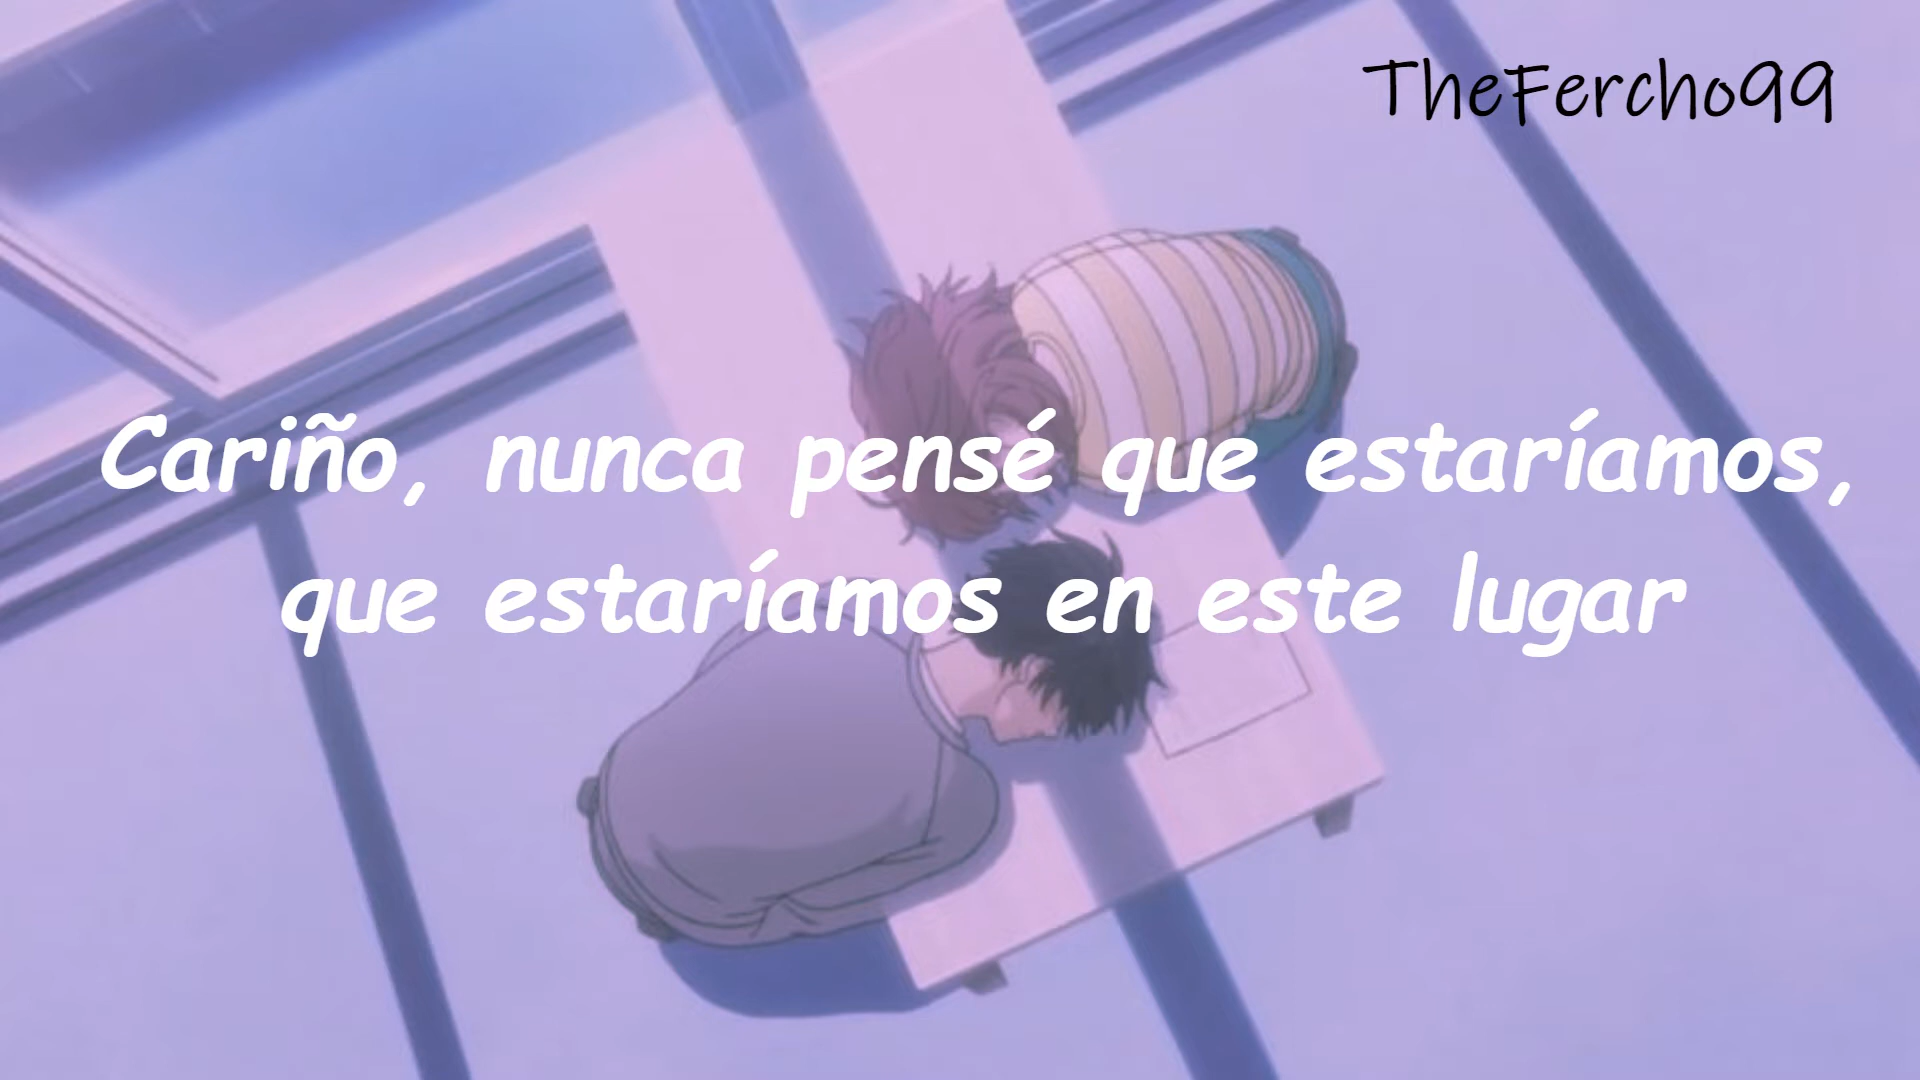 TheFercho99
Cariño, nunca pensé que estaríamos,
que estaríamos en este lugar